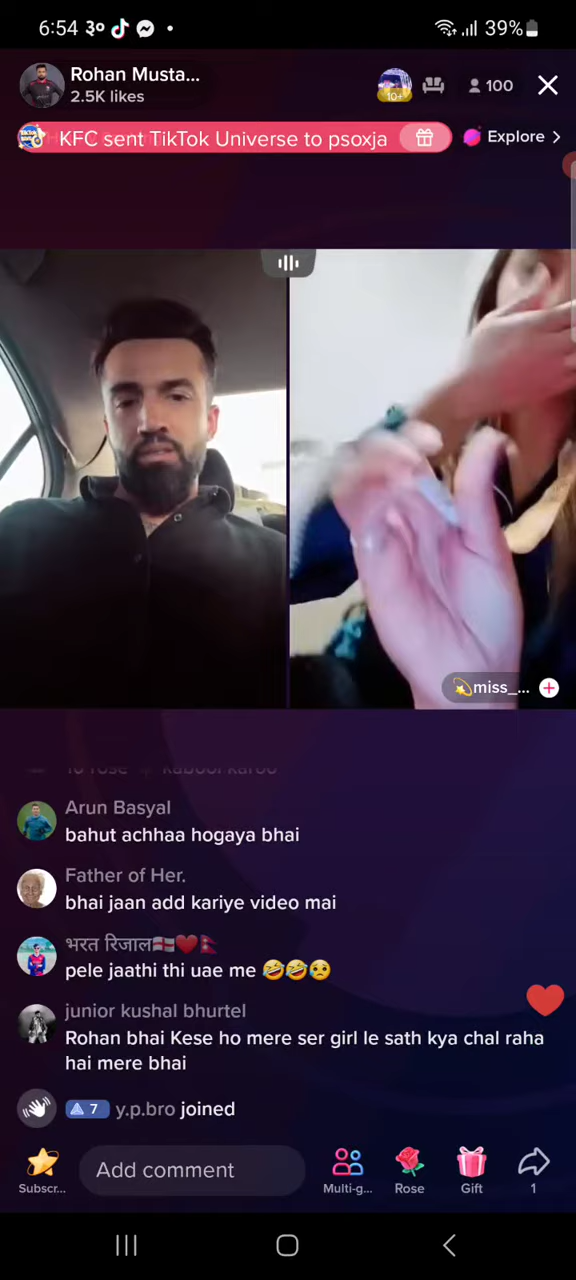 6:54 ३०
39%
Rohan Musta...
2.5K likes
10+
100
KFC sent TikTok Universe to psoxja
Explore
miss_...
Arun Basyal
bahut achhaa hogaya bhai
Father of Her.
bhai jaan add kariye video mai
भरत रिजाल
pele jaathi thi uae me
junior kushal bhurtel
Rohan bhai Kese ho mere ser girl le sath kya chal raha
hai mere bhai
7 y.p.bro joined
Add comment
Subscr...
Multi-g...
Rose
Gift
1